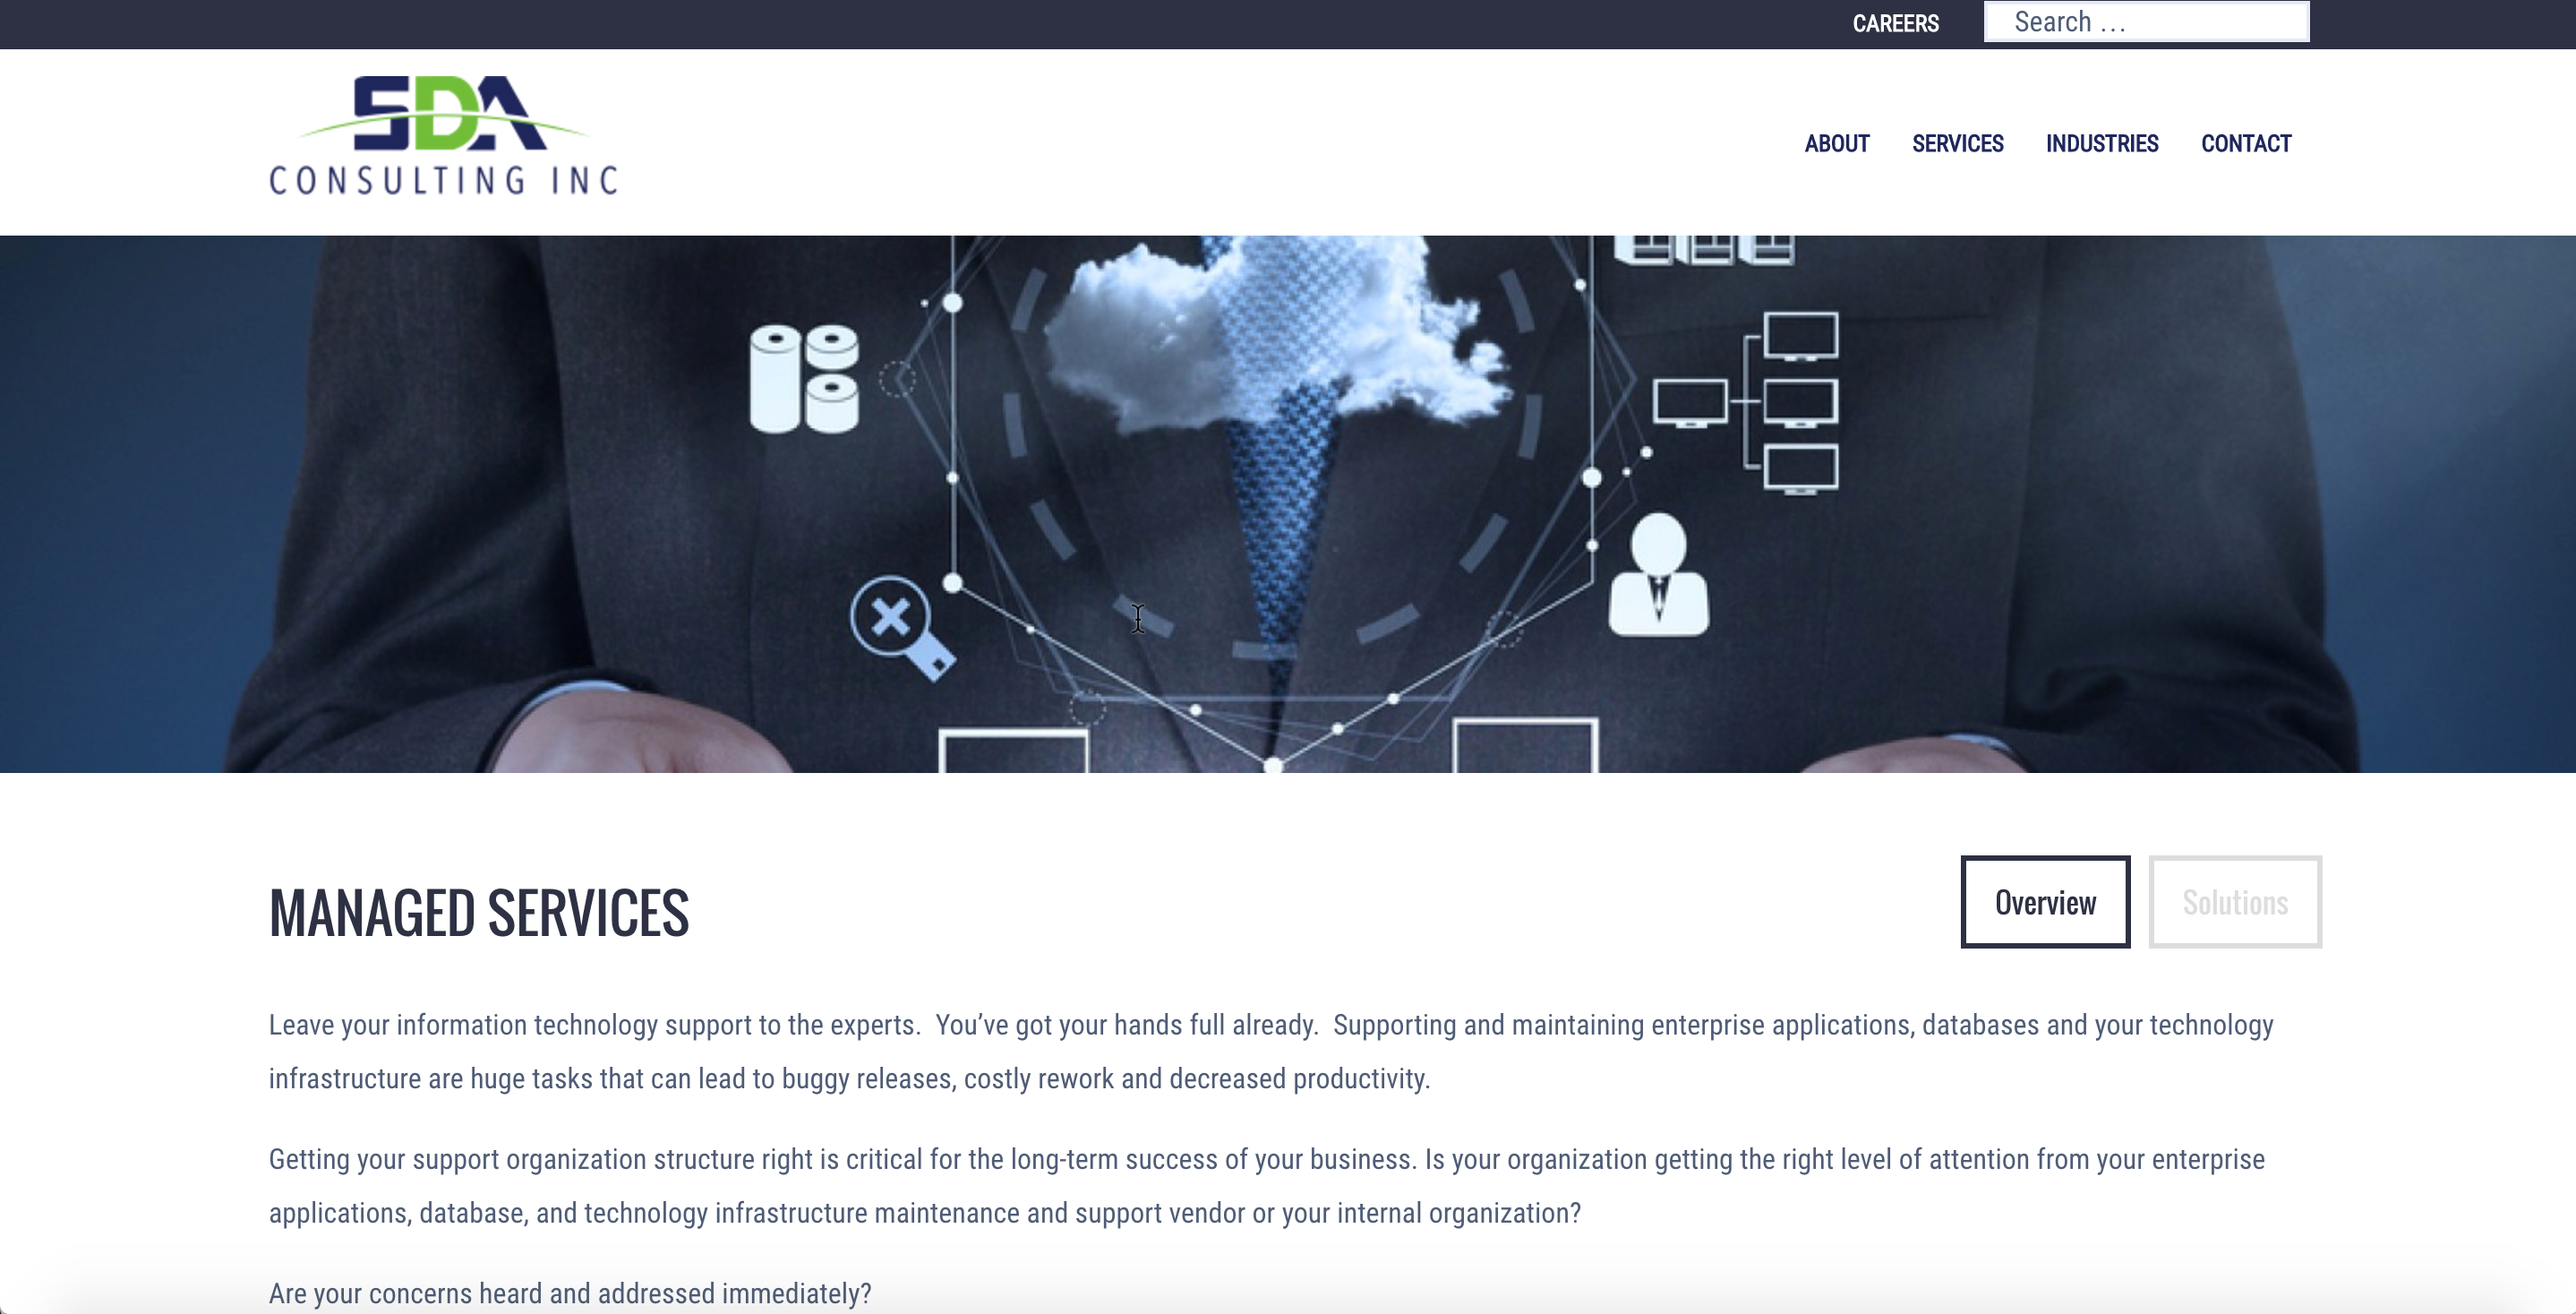 CAREERS
Search ...
SDA
CONSULTING INC
ABOUT SERVICES INDUSTRIES CONTACT
MANAGED SERVICES
Overview
Solutions
Leave your information technology support to the experts.  You’ve got your hands full already.  Supporting and maintaining enterprise applications, databases and your technology
infrastructure are huge tasks that can lead to buggy releases, costly rework and decreased productivity.
Getting your support organization structure right is critical for the long-term success of your business. Is your organization getting the right level of attention from your enterprise
applications, database, and technology infrastructure maintenance and support vendor or your internal organization?
Are your concerns heard and addressed immediately?